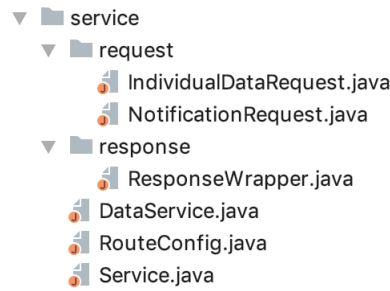 service
request
IndividualDataRequest.java
NotificationRequest.java
response
ResponseWrapper.java
DataService.java
RouteConfig.java
Service.java